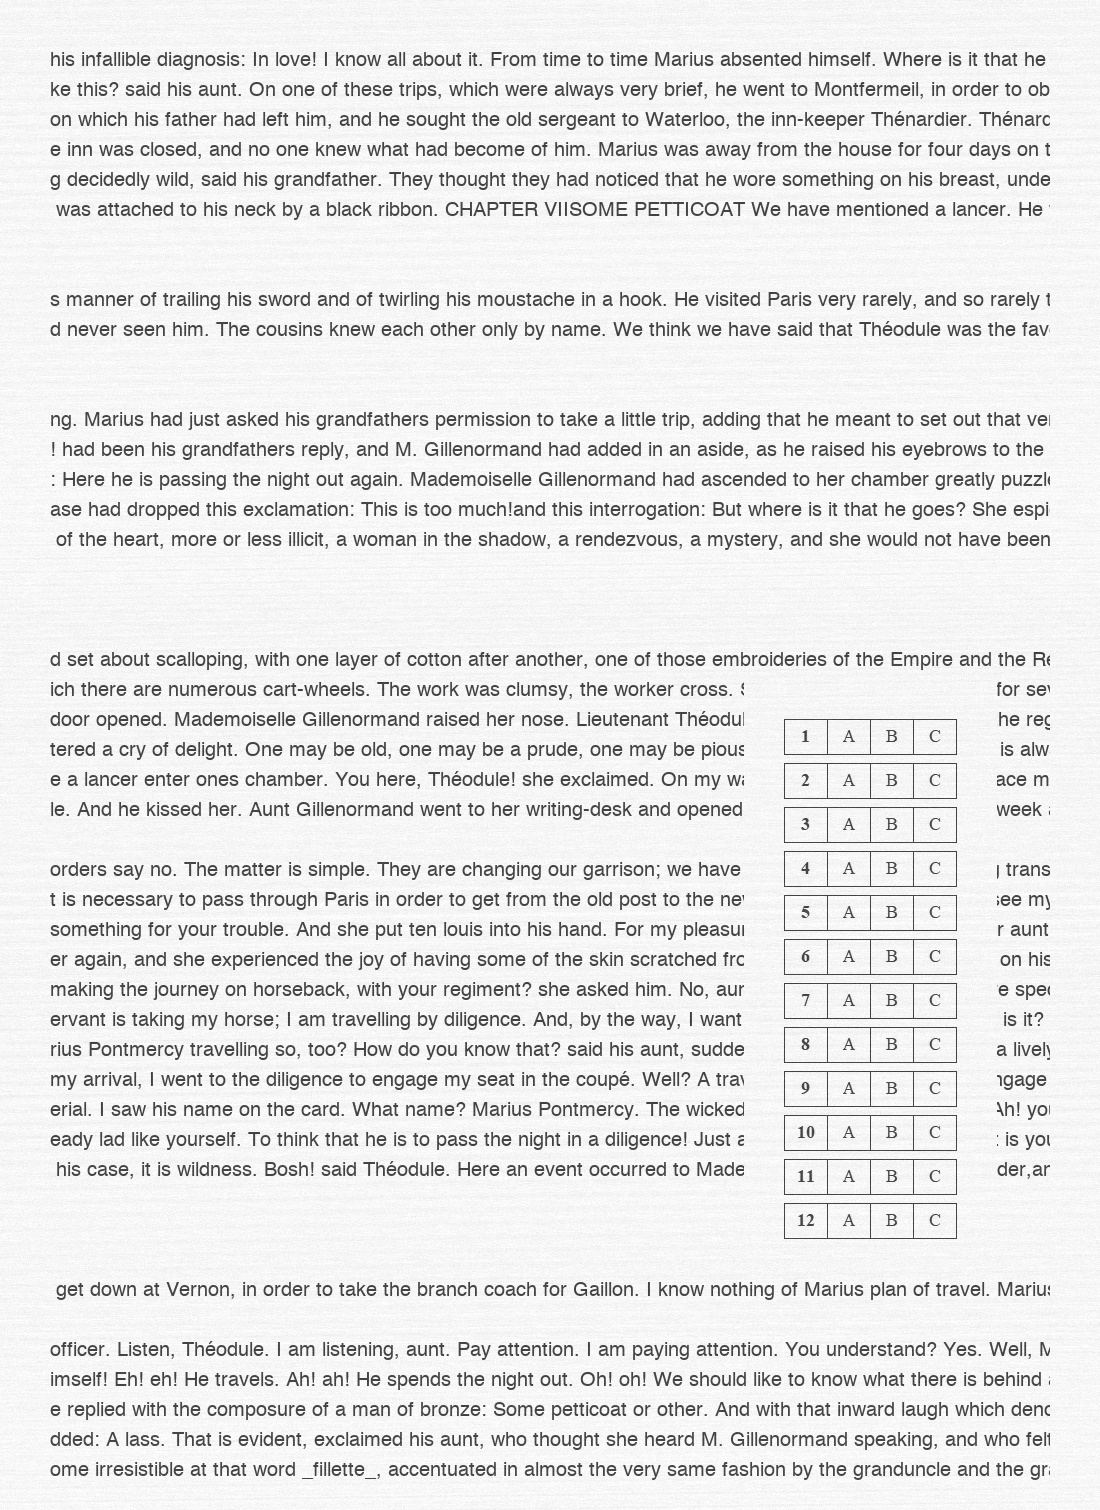 his infallible diagnosis: In love! I know all about it. From time to time Marius absented himself. Where is it that he
ke this? said his aunt. On one of these trips, which were always very brief, he went to Montfermeil, in order to ob
on which his father had left him, and he sought the old sergeant to Waterloo, the inn-keeper Thénardier. Thénard
e inn was closed, and no one knew what had become of him. Marius was away from the house for four days on t
g decidedly wild, said his grandfather. They thought they had noticed that he wore something on his breast, unde
was attached to his neck by a black ribbon. CHAPTER VIISOME PETTICOAT We have mentioned a lancer. He
s manner of trailing his sword and of twirling his moustache in a hook. He visited Paris very rarely, and so rarely t
d never seen him. The cousins knew each other only by name. We think we have said that Théodule was the fav
ng. Marius had just asked his grandfathers permission to take a little trip, adding that he meant to set out that ver
! had been his grandfathers reply, and M. Gillenormand had added in an aside, as he raised his eyebrows to the
: Here he is passing the night out again. Mademoiselle Gillenormand had ascended to her chamber greatly puzzle
ase had dropped this exclamation: This is too much!and this interrogation: But where is it that he goes? She espi
of the heart, more or less illicit, a woman in the shadow, a rendezvous, a mystery, and she would not have been
d set about scalloping, with one layer of cotton after another, one of those embroideries of the Empire and the Re
ich there are numerous cart-wheels. The work was clumsy, the worker cross. for sev
door opened. Mademoiselle Gillenormand raised her nose. Lieutenant Théodul he reg
tered a cry of delight. One may be old, one may be a prude, one may be pious is alw
e a lancer enter ones chamber. You here, Théodule! she exclaimed. On my wa ace m
le. And he kissed her. Aunt Gillenormand went to her writing-desk and opened week
orders say no. The matter is simple. They are changing our garrison; we have trans
t is necessary to pass through Paris in order to get from the old post to the new see my
something for your trouble. And she put ten louis into his hand. For my pleasur r aunt
er again, and she experienced the joy of having some of the skin scratched fro on his
making the journey on horseback, with your regiment? she asked him. No, aun e spec
ervant is taking my horse; I am travelling by diligence. And, by the way, I want is it?
rius Pontmercy travelling so, too? How do you know that? said his aunt, sudde a lively
my arrival, I went to the diligence to engage my seat in the coupé. Well? A trav ngage
erial. I saw his name on the card. What name? Marius Pontmercy. The wicked Ah! you
eady lad like yourself. To think that he is to pass the night in a diligence! Just a is you
his case, it is wildness. Bosh! said Théodule. Here an event occurred to Made der,an
1 A B C
2 A B C
3 A B C
4 A B C
5 A B C
6 A B C
7 A B C
8 A B C
9 A B C
10 A B C
11 A B C
12 A B C
get down at Vernon, in order to take the branch coach for Gaillon. I know nothing of Marius plan of travel. Marius
officer. Listen, Théodule. I am listening, aunt. Pay attention. I am paying attention. You understand? Yes. Well, M
imself! Eh! eh! He travels. Ah! ah! He spends the night out. Oh! oh! We should like to know what there is behind
e replied with the composure of a man of bronze: Some petticoat or other. And with that inward laugh which deno
dded: A lass. That is evident, exclaimed his aunt, who thought she heard M. Gillenormand speaking, and who felt
ome irresistible at that word _fillette_, accentuated in almost the very same fashion by the granduncle and the gra